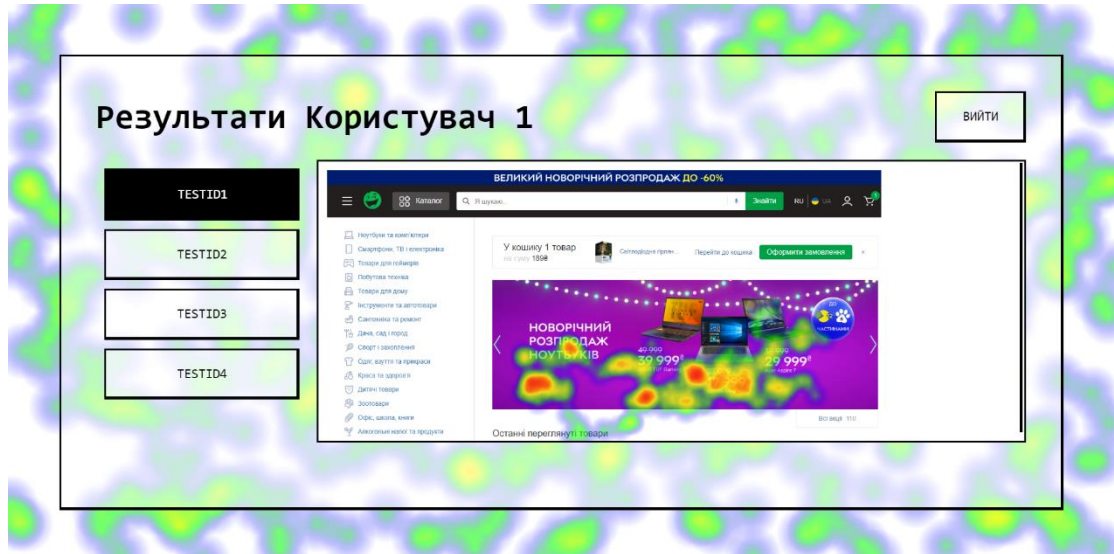 Результати Користувач 1
ВИЙТИ
TESTID1
TESTID2
TESTID3
TESTID4
ВЕЛИКИЙ НОВОРІЧНИЙ РОЗПРОДАЖ ДО -60%
Каталог
Я шукаю...
Знайти
RU
UA
Ноутбуки та комп'ютери
Смартфони, ТВ і електроніка
Товари для геймерів
Побутова техніка
Товари для дому
Інструменти та автотовари
Сантехніка та ремонт
Дача, сад і город
Спорт і захоплення
Одяг, взуття та прикраси
Краса та здоров'я
Дитячі товари
Зоотовари
Офіс, школа, книги
Алкогольні напої та продукти
У кошику 1 товар
на суму 189₴
Світлодіодна гірлян...
Перейти до кошика
Оформити замовлення
НОВОРІЧНИЙ
РОЗПРОДАЖ
НОУТБУКІВ
39 999₴
29 999₴
ЧАСТИНАМИ
Всі акції 110
Останні переглянуті товари